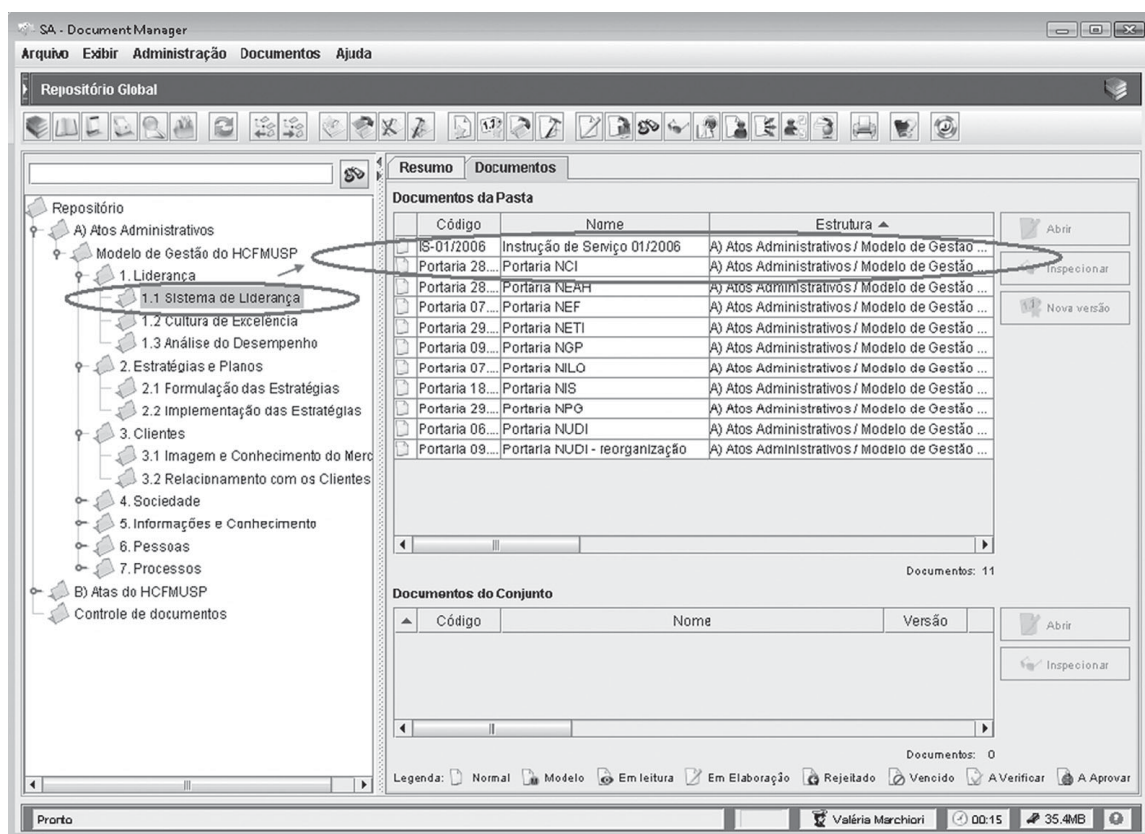 SA - Document Manager
Arquivo Exibir Administração Documentos Ajuda
Repositório Global
Repositório
A) Atos Administrativos
Modelo de Gestão do HCFMUSP
1. Liderança
1.1 Sistema de Liderança
1.2 Cultura de Excelência
1.3 Análise do Desempenho
2. Estratégias e Planos
2.1 Formulação das Estratégias
2.2 Implementação das Estratégias
3. Clientes
3.1 Imagem e Conhecimento do Merc
3.2 Relacionamento com os Clientes
4. Sociedade
5. Informações e Conhecimento
6. Pessoas
7. Processos
B) Atas do HCFMUSP
Controle de documentos
Resumo Documentos
Documentos da Pasta
Código Nome Estrutura
IS-01/2006 Instrução de Serviço 01/2006 A) Atos Administrativos / Modelo de Gestão ...
Portaria 28.... Portaria NCI A) Atos Administrativos / Modelo de Gestão ...
Portaria 28.... Portaria NEAH A) Atos Administrativos / Modelo de Gestão ...
Portaria 07.... Portaria NEF A) Atos Administrativos / Modelo de Gestão ...
Portaria 29.... Portaria NETI A) Atos Administrativos / Modelo de Gestão ...
Portaria 09.... Portaria NGP A) Atos Administrativos / Modelo de Gestão ...
Portaria 07.... Portaria NILO A) Atos Administrativos / Modelo de Gestão ...
Portaria 18.... Portaria NIS A) Atos Administrativos / Modelo de Gestão ...
Portaria 29.... Portaria NPG A) Atos Administrativos / Modelo de Gestão ...
Portaria 06.... Portaria NUDI A) Atos Administrativos / Modelo de Gestão ...
Portaria 09.... Portaria NUDI - reorganização A) Atos Administrativos / Modelo de Gestão ...
Abrir
Inspecionar
Nova versão
Documentos: 11
Documentos do Conjunto
Código Nome Versão
Abrir
Inspecionar
Documentos: 0
Legenda: Normal Modelo Em leitura Em Elaboração Rejeitado Vencido A Verificar A Aprovar
Pronto Valéria Marchiori 00:15 35.4MB